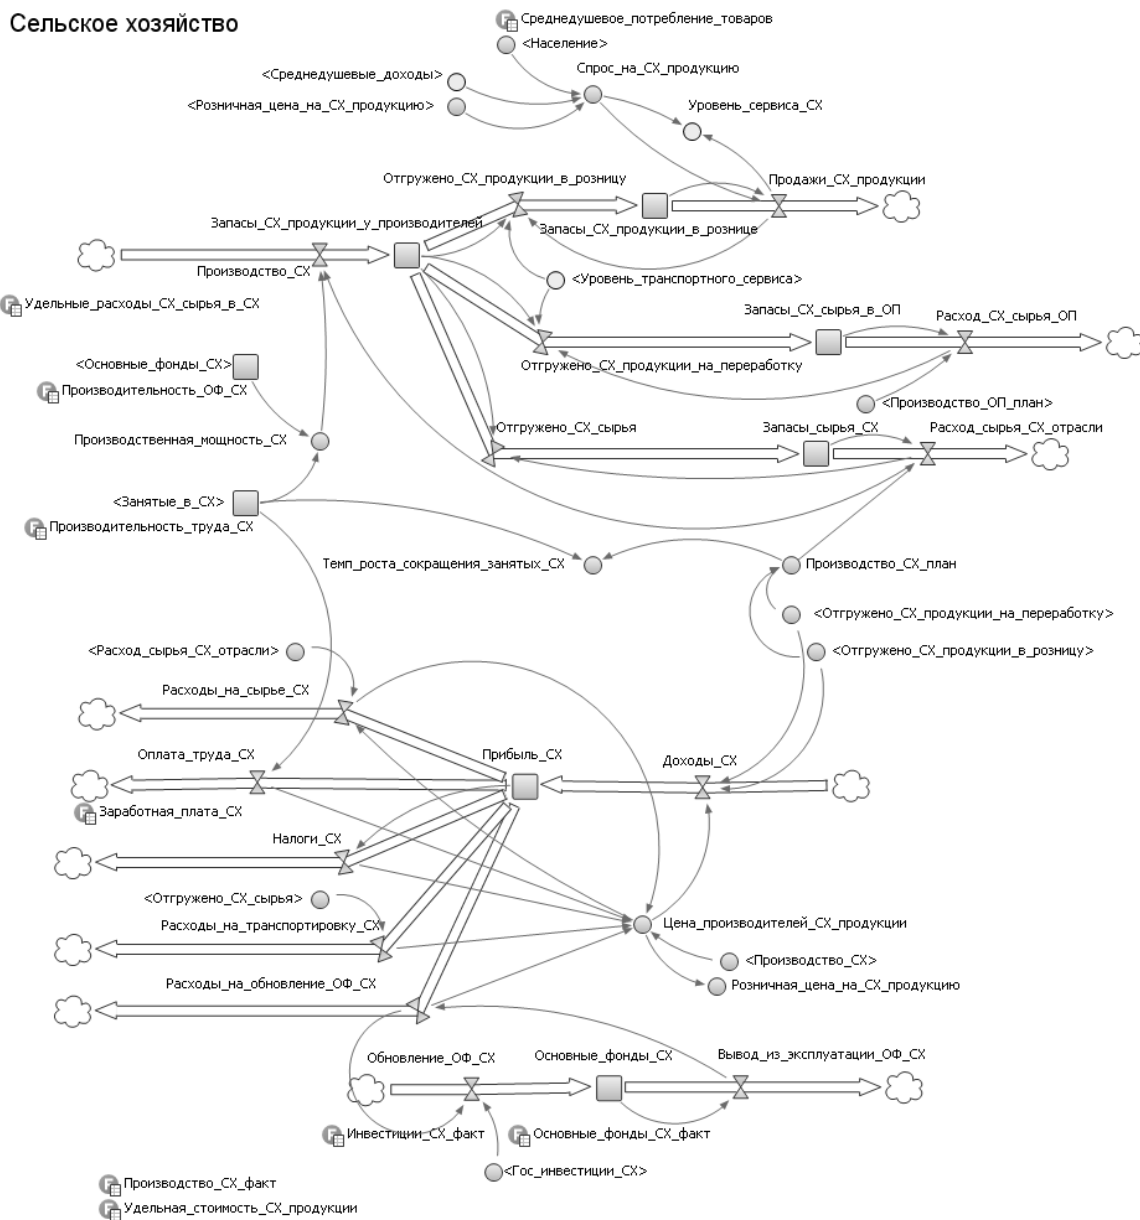 Сельское хозяйство
Среднедушевое_потребление_товаров
<Население>
Спрос_на_СХ_продукцию
<Среднедушевые_доходы>
<Розничная_цена_на_СХ_продукцию>
Уровень_сервиса_СХ
Отгружено_СХ_продукции_в_розницу
Продажи_СХ_продукции
Запасы_СХ_продукции_у_производителей
Запасы_СХ_продукции_в_рознице
Производство_СХ
<Уровень_транспортного_сервиса>
Удельные_расходы_СХ_сырья_в_СХ
Запасы_СХ_сырья_в_ОП
Расход_СХ_сырья_ОП
<Основные_фонды_СХ>
Отгружено_СХ_продукции_на_переработку
Производительность_ОФ_СХ
<Производство_ОП_план>
Отгружено_СХ_сырья
Запасы_сырья_СХ
Расход_сырья_СХ_отрасли
Производственная_мощность_СХ
<Занятые_в_СХ>
Производительность_труда_СХ
Темп_роста_сокращения_занятых_СХ
Производство_СХ_план
<Отгружено_СХ_продукции_на_переработку>
<Расход_сырья_СХ_отрасли>
<Отгружено_СХ_продукции_в_розницу>
Расходы_на_сырье_СХ
Оплата_труда_СХ
Прибыль_СХ
Доходы_СХ
Заработная_плата_СХ
Налоги_СХ
<Отгружено_СХ_сырья>
Расходы_на_транспортировку_СХ
Цена_производителей_СХ_продукции
<Производство_СХ>
Расходы_на_обновление_ОФ_СХ
Розничная_цена_на_СХ_продукцию
Обновление_ОФ_СХ
Основные_фонды_СХ
Вывод_из_эксплуатации_ОФ_СХ
Инвестиции_СХ_факт
Основные_фонды_СХ_факт
<Гос_инвестиции_СХ>
Производство_СХ_факт
Удельная_стоимость_СХ_продукции